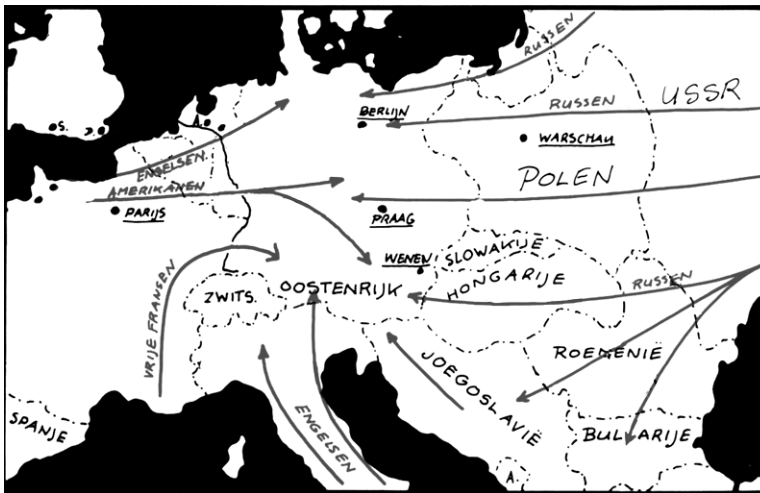 RUSSEN
BERLIJN
RUSSEN
USSR
S.
D.
A.
WARSCHAU
ENGELSEN
AMERIKANEN
POLEN
PARIJS
PRAAG
WENEN
SLOWAKIJE
ZWITS.
OOSTENRIJK
HONGARIJE
RUSSEN
VRIJE FRANSEN
JOEGOSLAVIË
ROEMENIE
SPANJE
ENGELSEN
BULARIJE
A.